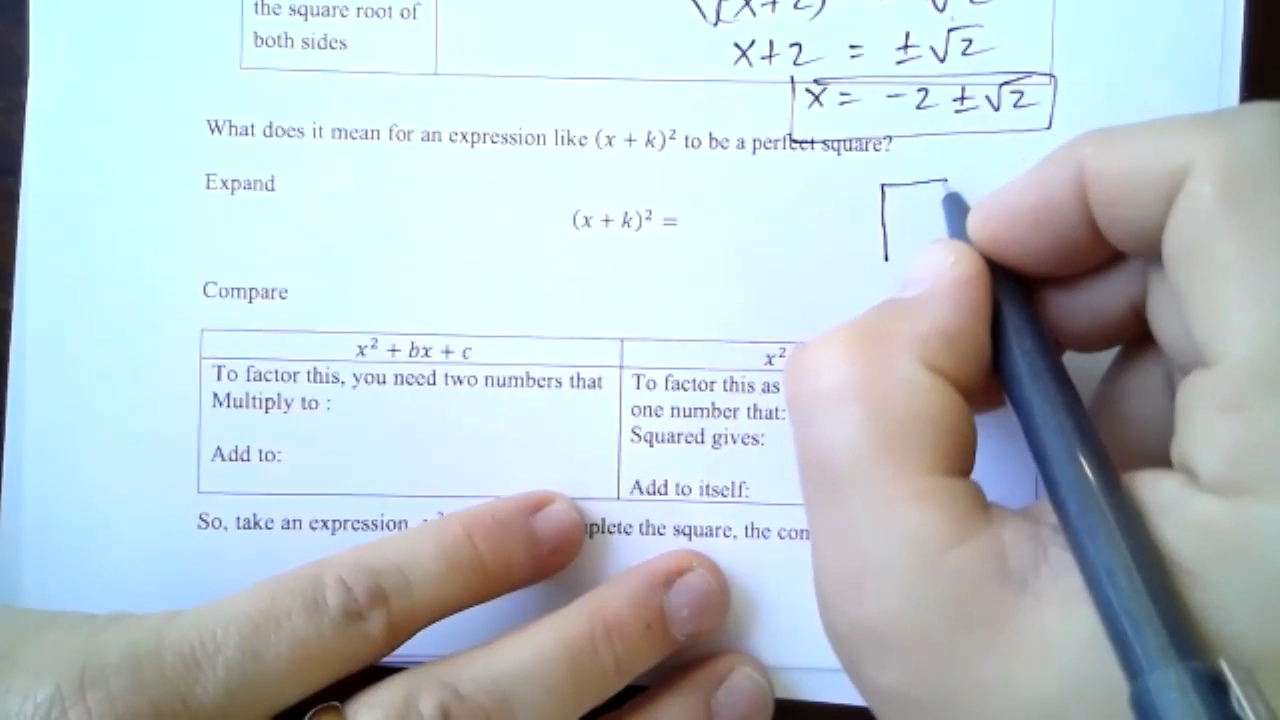 the square root of
both sides
√(x+2)
x+2 = ±√2
x = -2 ±√2
What does it mean for an expression like (x + k)² to be a perfect square?
Expand
(x + k)² =
Compare
x² + bx + c
x²
To factor this, you need two numbers that
Multiply to :
Add to:
To factor this as
one number that:
Squared gives:
Add to itself:
So, take an expression
the square, the